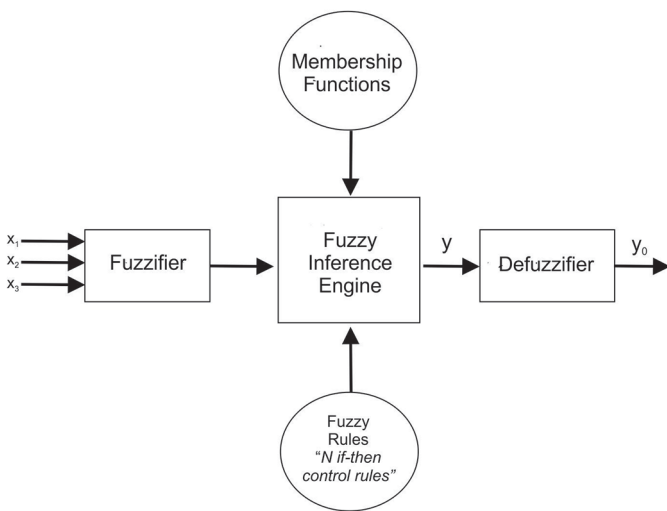 Membership
Functions
x₁
x₂
x₃
Fuzzifier
Fuzzy
Inference
Engine
y
Defuzzifier
y₀
Fuzzy
Rules
“N if-then
control rules”